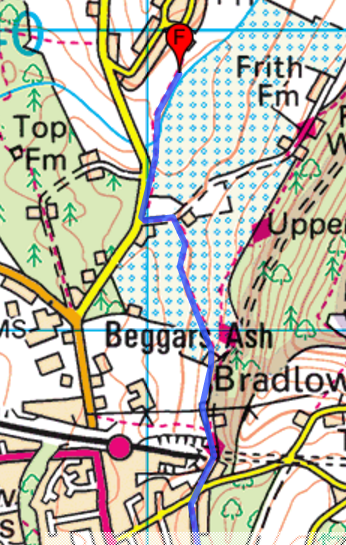 F
Frith
Fm
Top
Fm
Upper
Beggars Ash
MS
Bradlow